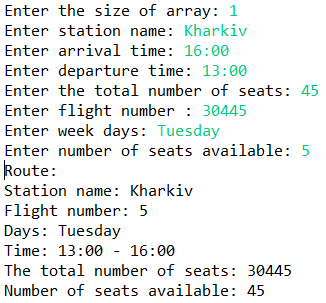 Enter the size of array: 1
Enter station name: Kharkiv
Enter arrival time: 16:00
Enter departure time: 13:00
Enter the total number of seats: 45
Enter flight number : 30445
Enter week days: Tuesday
Enter number of seats available: 5
Route:
Station name: Kharkiv
Flight number: 5
Days: Tuesday
Time: 13:00 - 16:00
The total number of seats: 30445
Number of seats available: 45